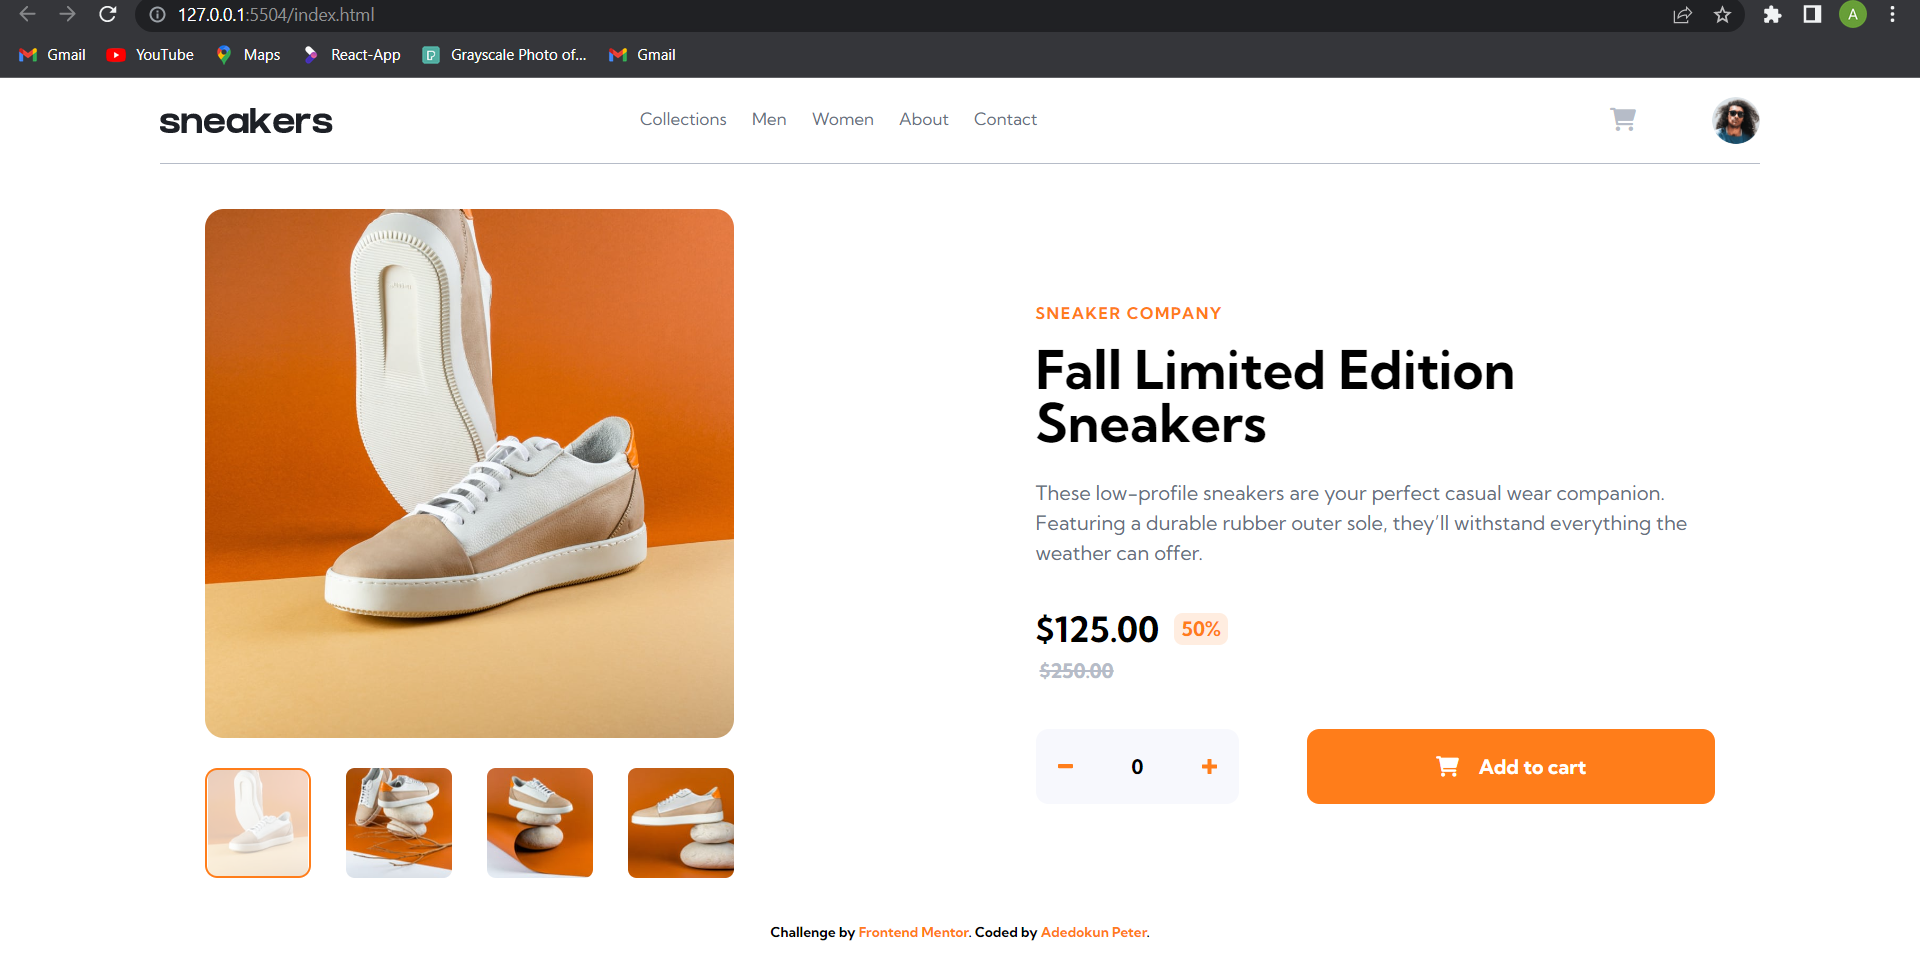 127.0.0.1:5504/index.html
A
Gmail
YouTube
Maps
React-App
Grayscale Photo of...
Gmail
sneakers
Collections
Men
Women
About
Contact
SNEAKER COMPANY
Fall Limited Edition
Sneakers
These low-profile sneakers are your perfect casual wear companion.
Featuring a durable rubber outer sole, they’ll withstand everything the
weather can offer.
$125.00
50%
$250.00
0
Add to cart
Challenge by Frontend Mentor. Coded by Adedokun Peter.